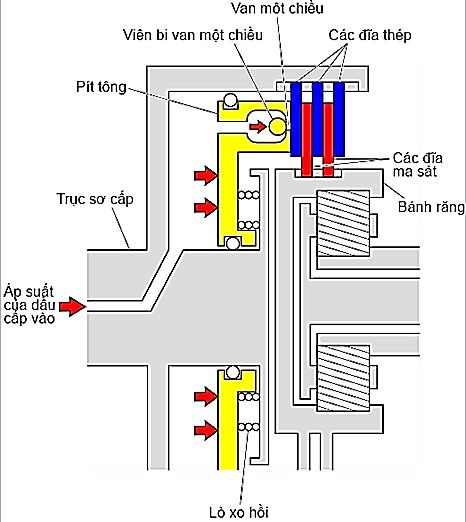 Van một chiều
Viên bi van một chiều
Các đĩa thép
Pít tông
Các đĩa
ma sát
Trục sơ cấp
Bánh răng
Áp suất
của dầu
cấp vào
Lò xo hồi